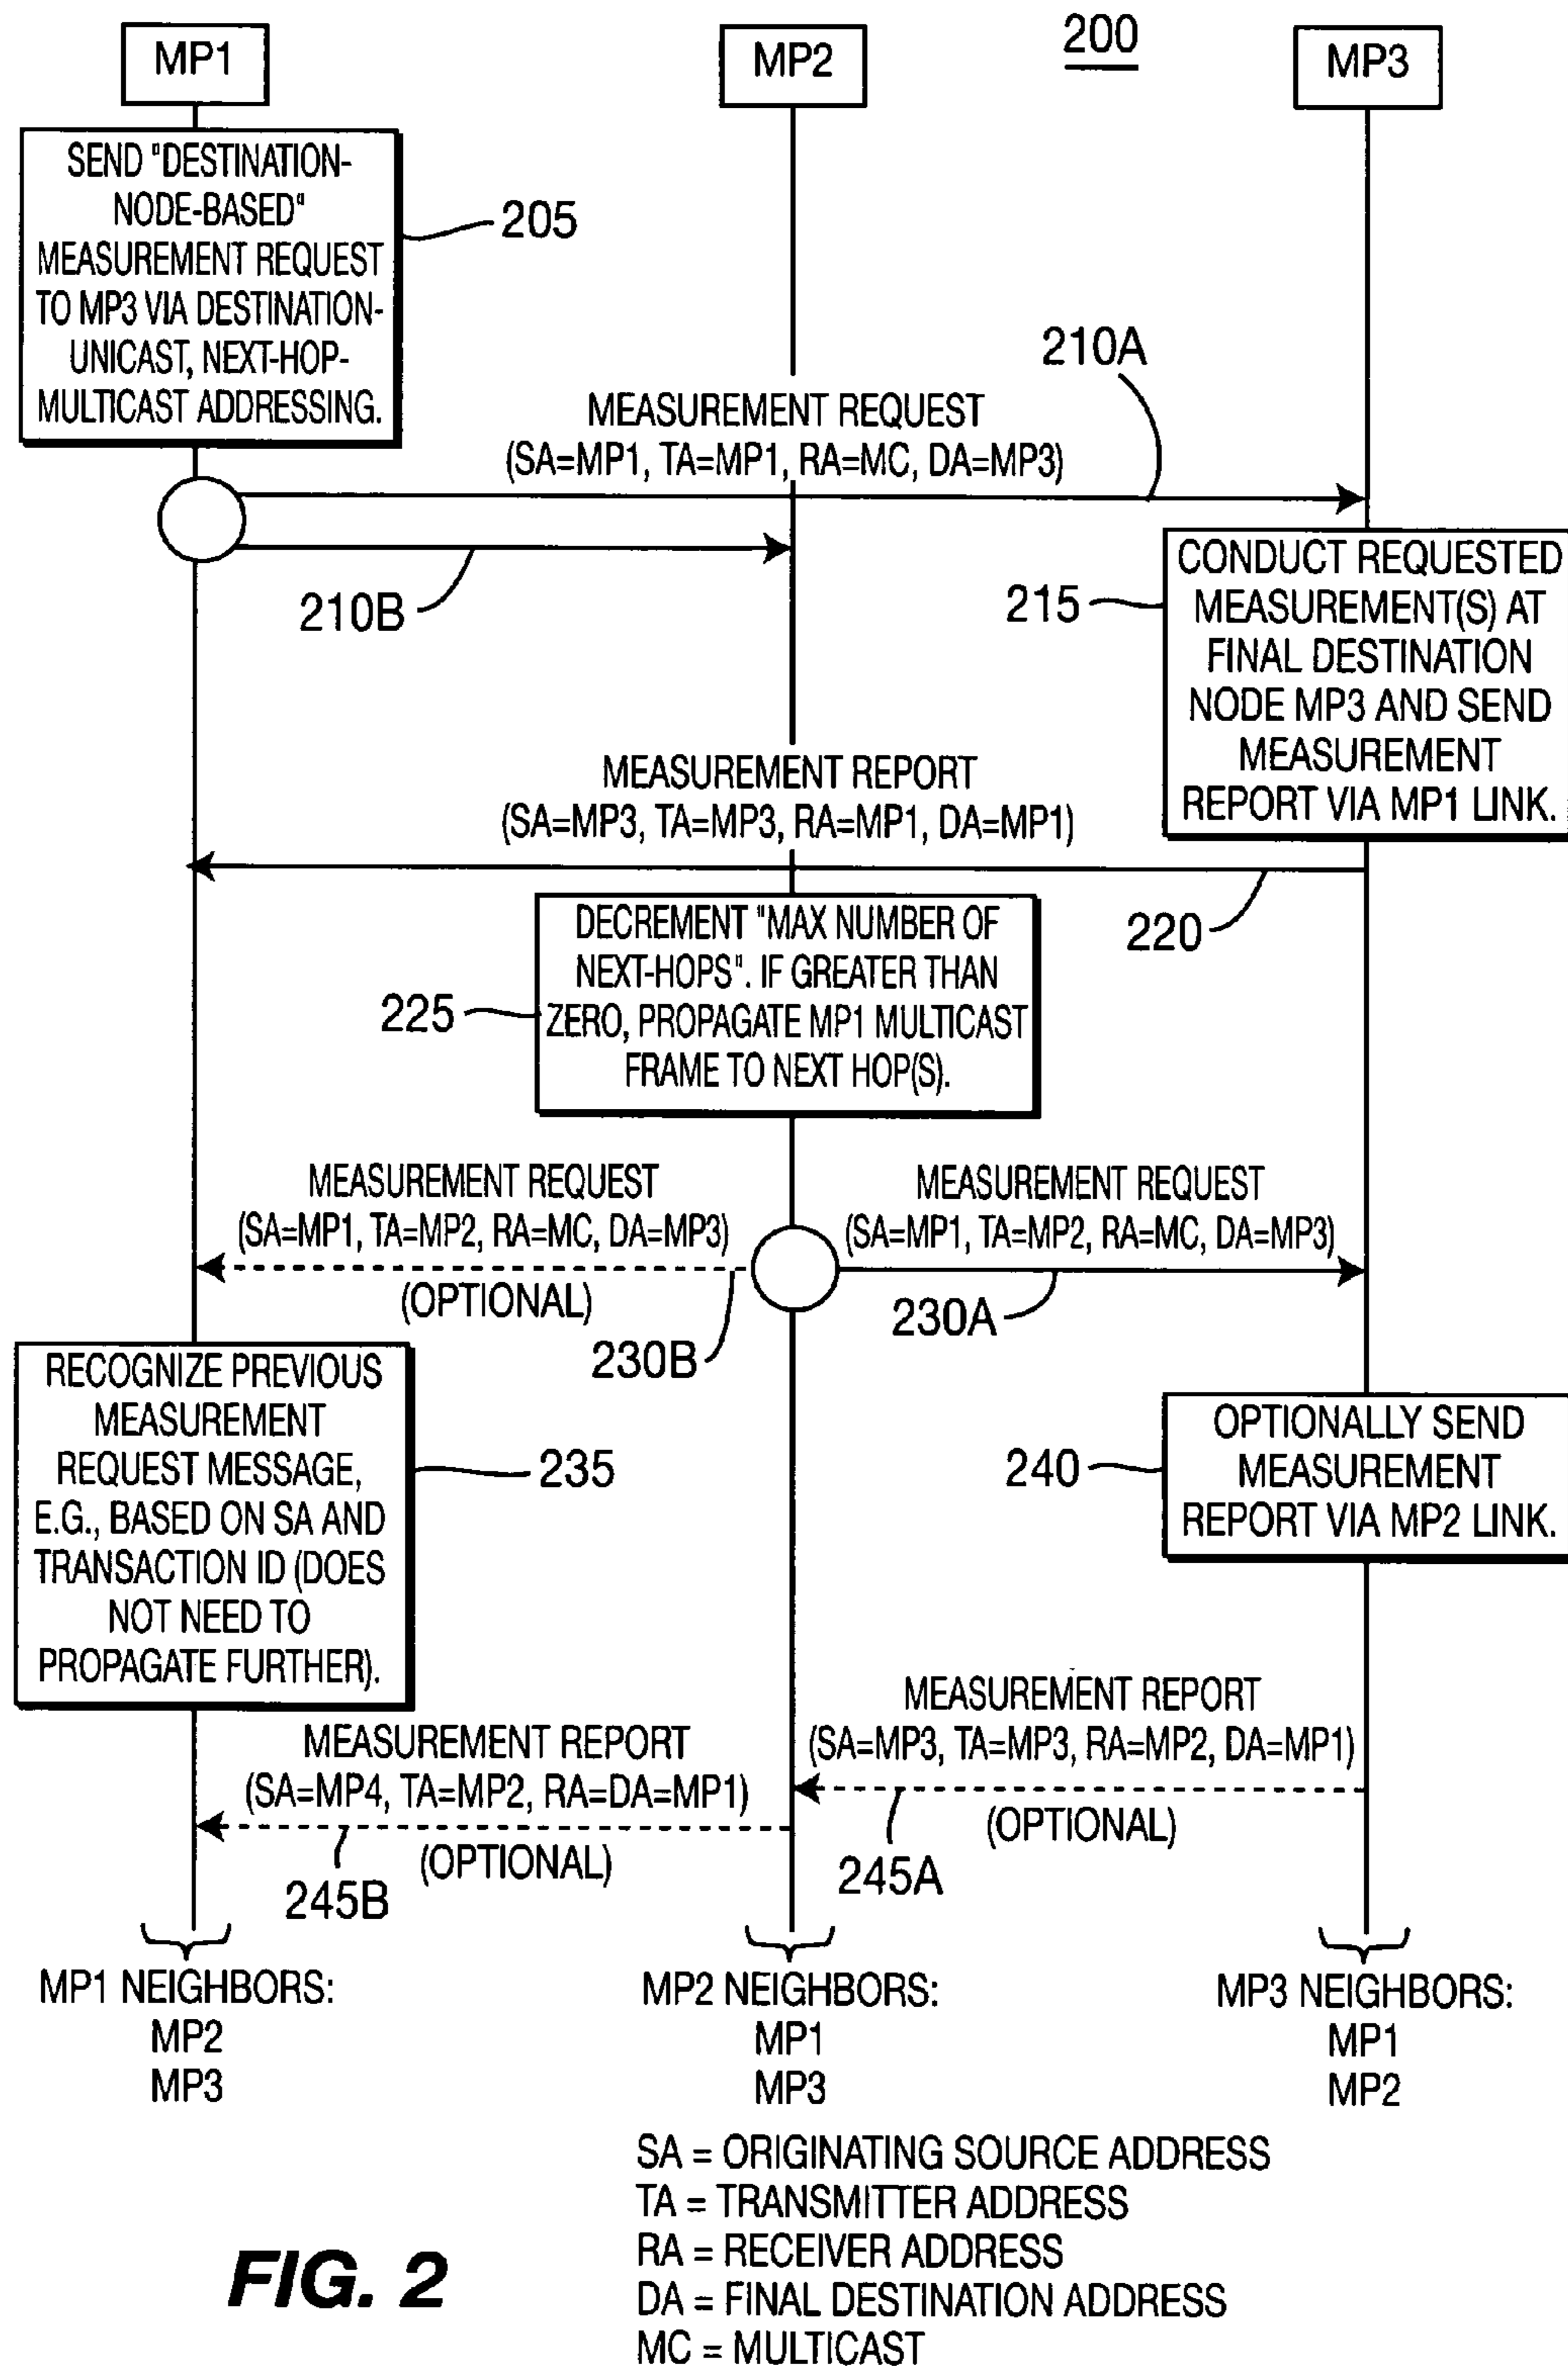 MP1
MP2
200
MP3
SEND "DESTINATION-
NODE-BASED"
MEASUREMENT REQUEST
TO MP3 VIA DESTINATION-
UNICAST, NEXT-HOP-
MULTICAST ADDRESSING.
205
210A
MEASUREMENT REQUEST
(SA=MP1, TA=MP1, RA=MC, DA=MP3)
210B
215
CONDUCT REQUESTED
MEASUREMENT(S) AT
FINAL DESTINATION
NODE MP3 AND SEND
MEASUREMENT
REPORT VIA MP1 LINK.
MEASUREMENT REPORT
(SA=MP3, TA=MP3, RA=MP1, DA=MP1)
220
225
DECREMENT "MAX NUMBER OF
NEXT-HOPS". IF GREATER THAN
ZERO, PROPAGATE MP1 MULTICAST
FRAME TO NEXT HOP(S).
MEASUREMENT REQUEST
(SA=MP1, TA=MP2, RA=MC, DA=MP3)
(OPTIONAL)
230B
MEASUREMENT REQUEST
(SA=MP1, TA=MP2, RA=MC, DA=MP3)
230A
RECOGNIZE PREVIOUS
MEASUREMENT
REQUEST MESSAGE,
E.G., BASED ON SA AND
TRANSACTION ID (DOES
NOT NEED TO
PROPAGATE FURTHER).
235
240
OPTIONALLY SEND
MEASUREMENT
REPORT VIA MP2 LINK.
MEASUREMENT REPORT
(SA=MP3, TA=MP3, RA=MP2, DA=MP1)
(OPTIONAL)
245A
MEASUREMENT REPORT
(SA=MP4, TA=MP2, RA=DA=MP1)
(OPTIONAL)
245B
MP1 NEIGHBORS:
MP2
MP3
MP2 NEIGHBORS:
MP1
MP3
MP3 NEIGHBORS:
MP1
MP2
SA = ORIGINATING SOURCE ADDRESS
TA = TRANSMITTER ADDRESS
RA = RECEIVER ADDRESS
DA = FINAL DESTINATION ADDRESS
MC = MULTICAST
FIG. 2